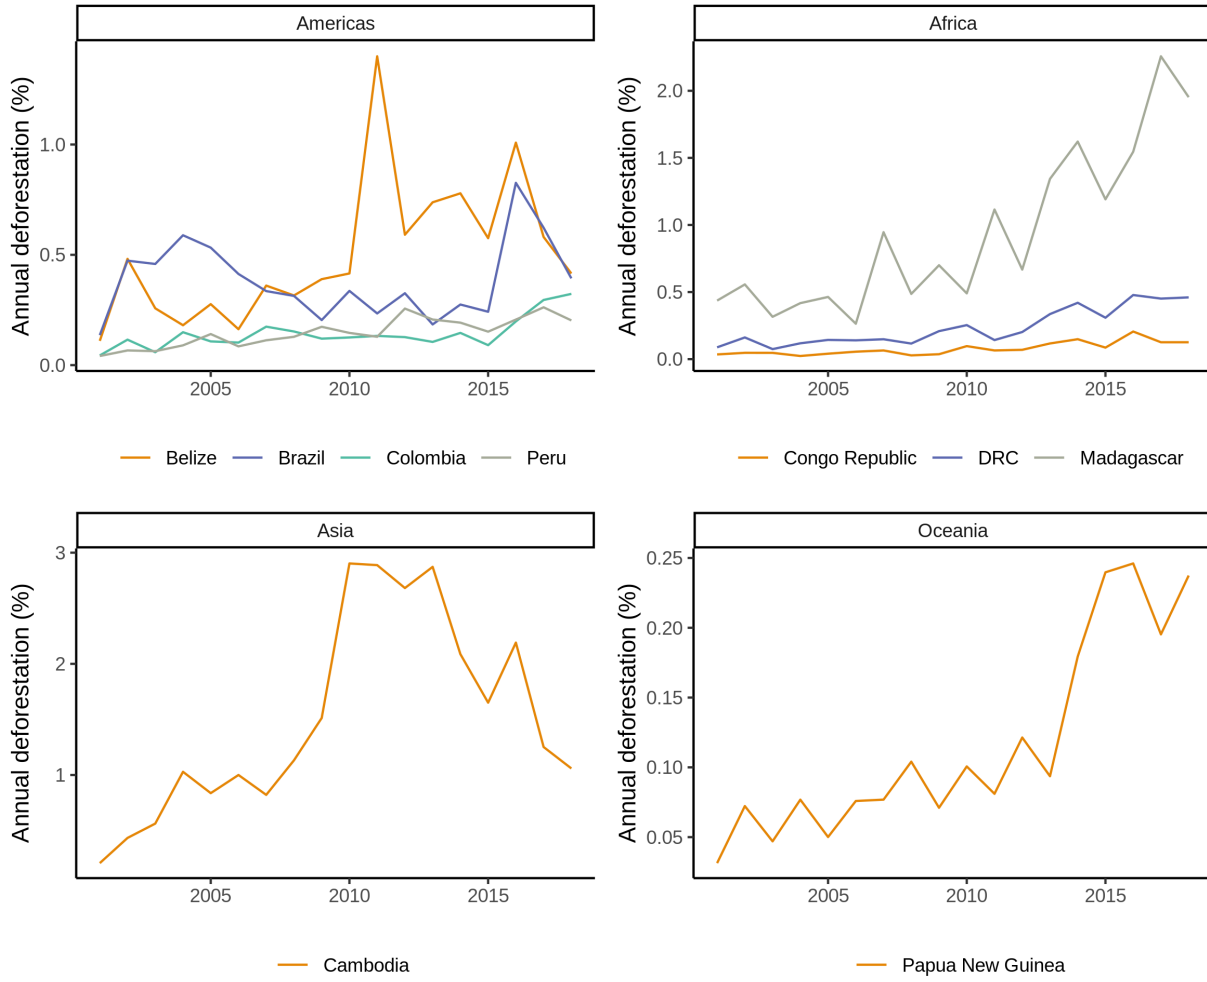 Americas
Annual deforestation (%)
1.0
0.5
0.0
2005 2010 2015
Belize Brazil Colombia Peru
Africa
Annual deforestation (%)
2.0
1.5
1.0
0.5
0.0
2005 2010 2015
Congo Republic DRC Madagascar
Asia
Annual deforestation (%)
3
2
1
2005 2010 2015
Cambodia
Oceania
Annual deforestation (%)
0.25
0.20
0.15
0.10
0.05
2005 2010 2015
Papua New Guinea